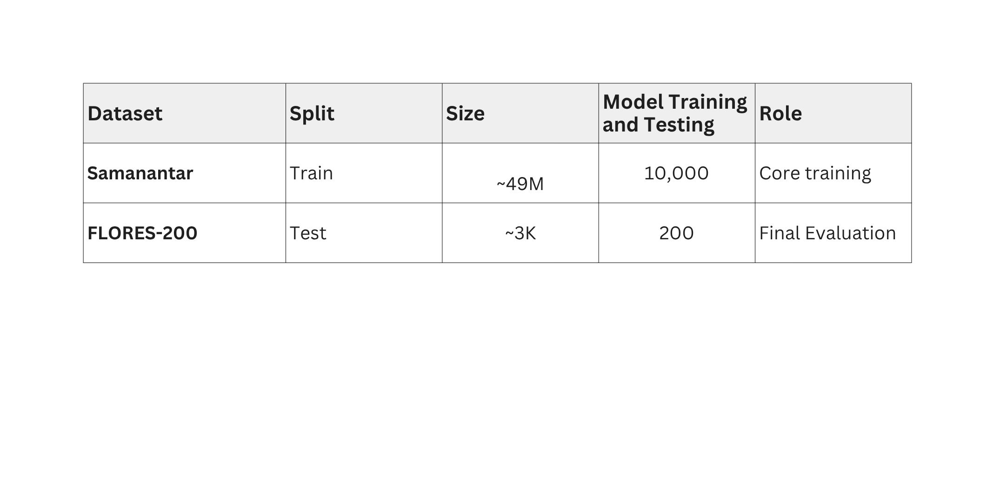 Dataset Split Size Model Training and Testing Role
Samanantar Train ~49M 10,000 Core training
FLORES-200 Test ~3K 200 Final Evaluation